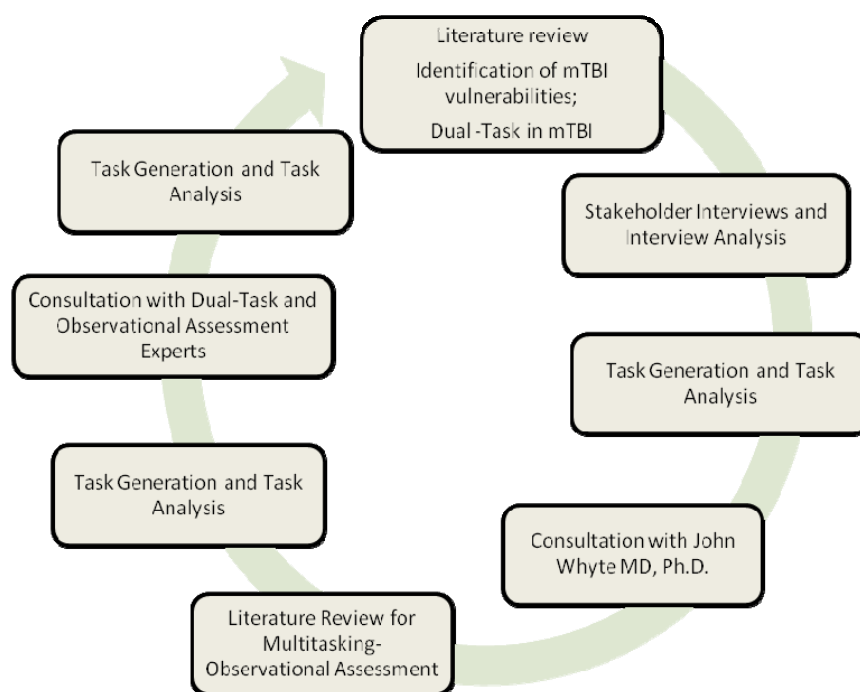 Literature review
Identification of mTBI
vulnerabilities;
Dual -Task in mTBI
Stakeholder Interviews and
Interview Analysis
Task Generation and Task
Analysis
Consultation with John
Whyte MD, Ph.D.
Literature Review for
Multitasking-
Observational Assessment
Task Generation and Task
Analysis
Consultation with Dual-Task and
Observational Assessment
Experts
Task Generation and Task
Analysis